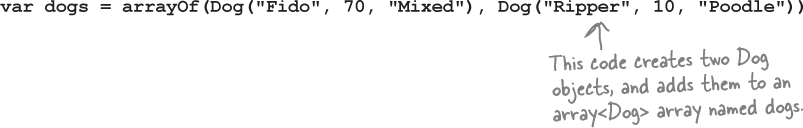 var dogs = arrayOf(Dog("Fido", 70, "Mixed"), Dog("Ripper", 10, "Poodle"))
This code creates two Dog
objects, and adds them to an
array<Dog> array named dogs.